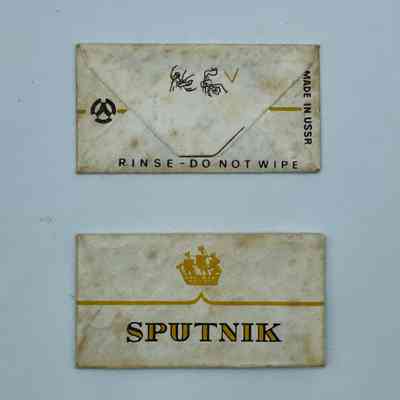 MADE IN USSR
RINSE - DO NOT WIPE
SPUTNIK